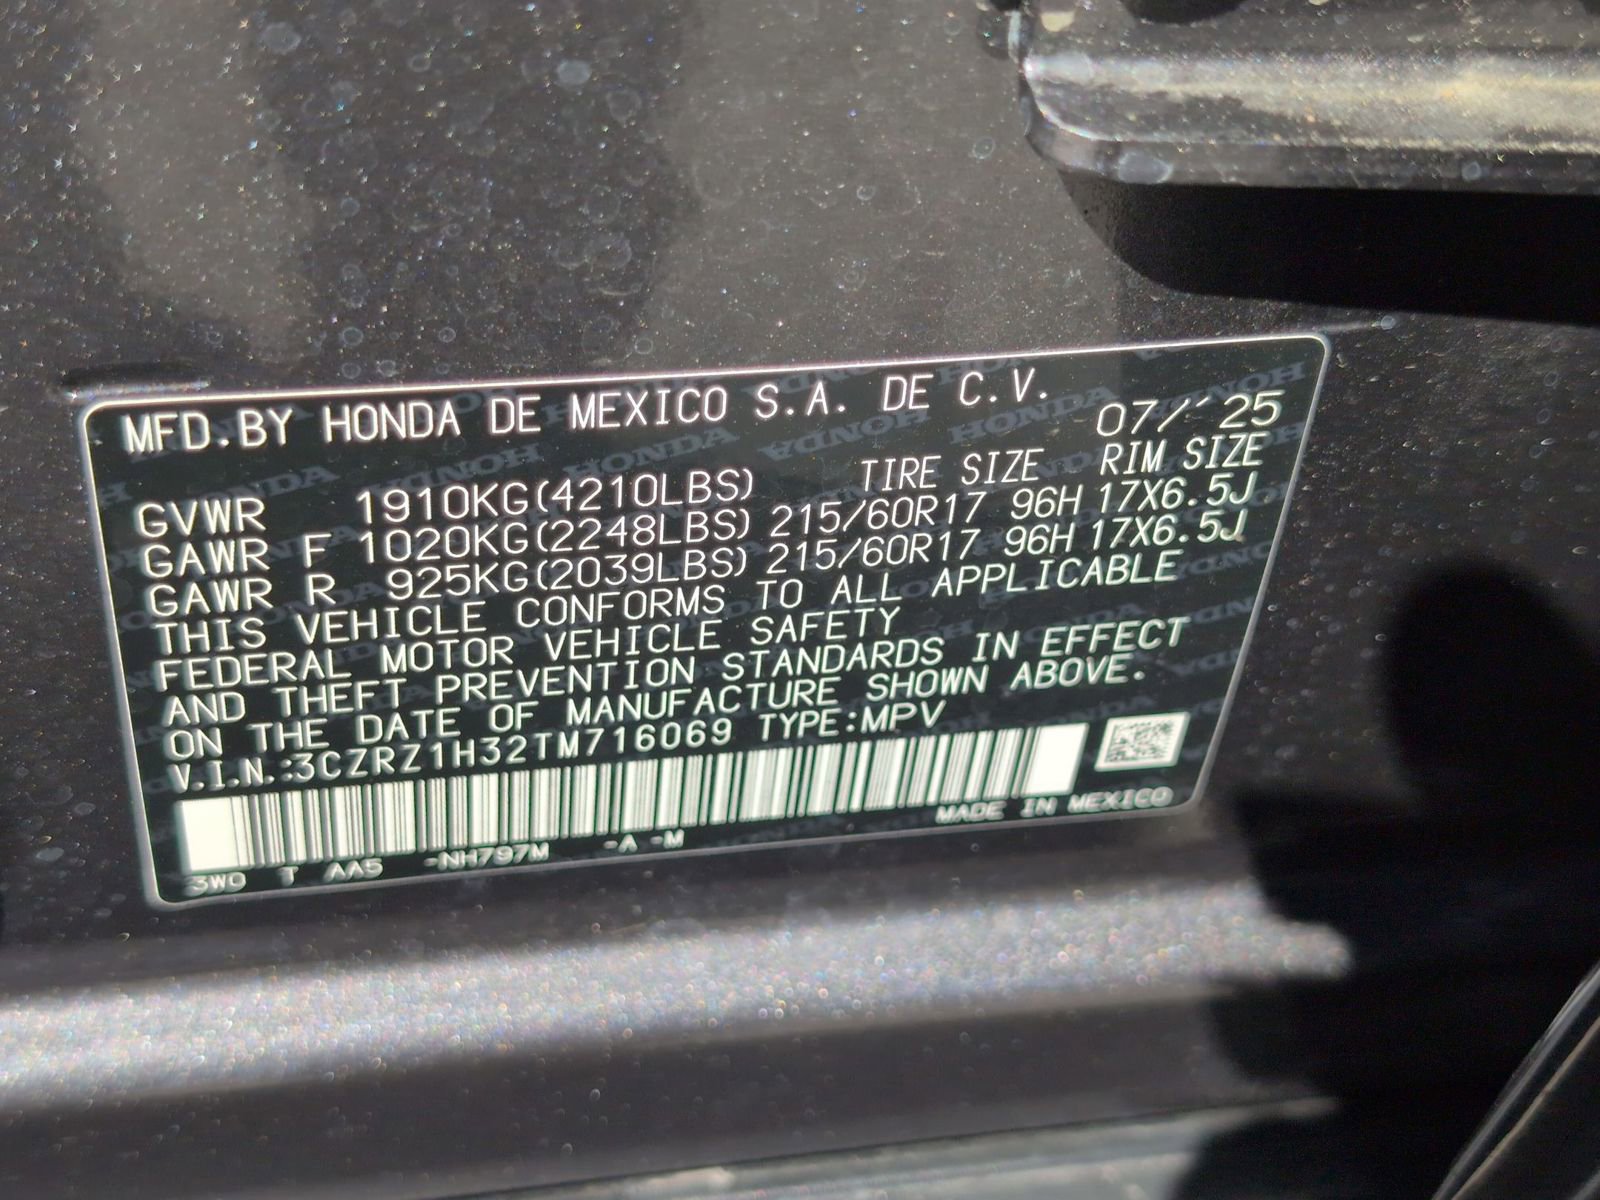 MFD.BY HONDA DE MEXICO S.A. DE C.V.
07/'25
GVWR 1910KG(4210LBS) TIRE SIZE RIM SIZE
GAWR F 1020KG(2248LBS) 215/60R17 96H 17X6.5J
GAWR R 925KG(2039LBS) 215/60R17 96H 17X6.5J
THIS VEHICLE CONFORMS TO ALL APPLICABLE
FEDERAL MOTOR VEHICLE SAFETY
AND THEFT PREVENTION STANDARDS IN EFFECT
ON THE DATE OF MANUFACTURE SHOWN ABOVE.
V.I.N.:3CZRZ1H32TM716069 TYPE:MPV
MADE IN MEXICO
3W0 T AA5 -NH797M -A -M